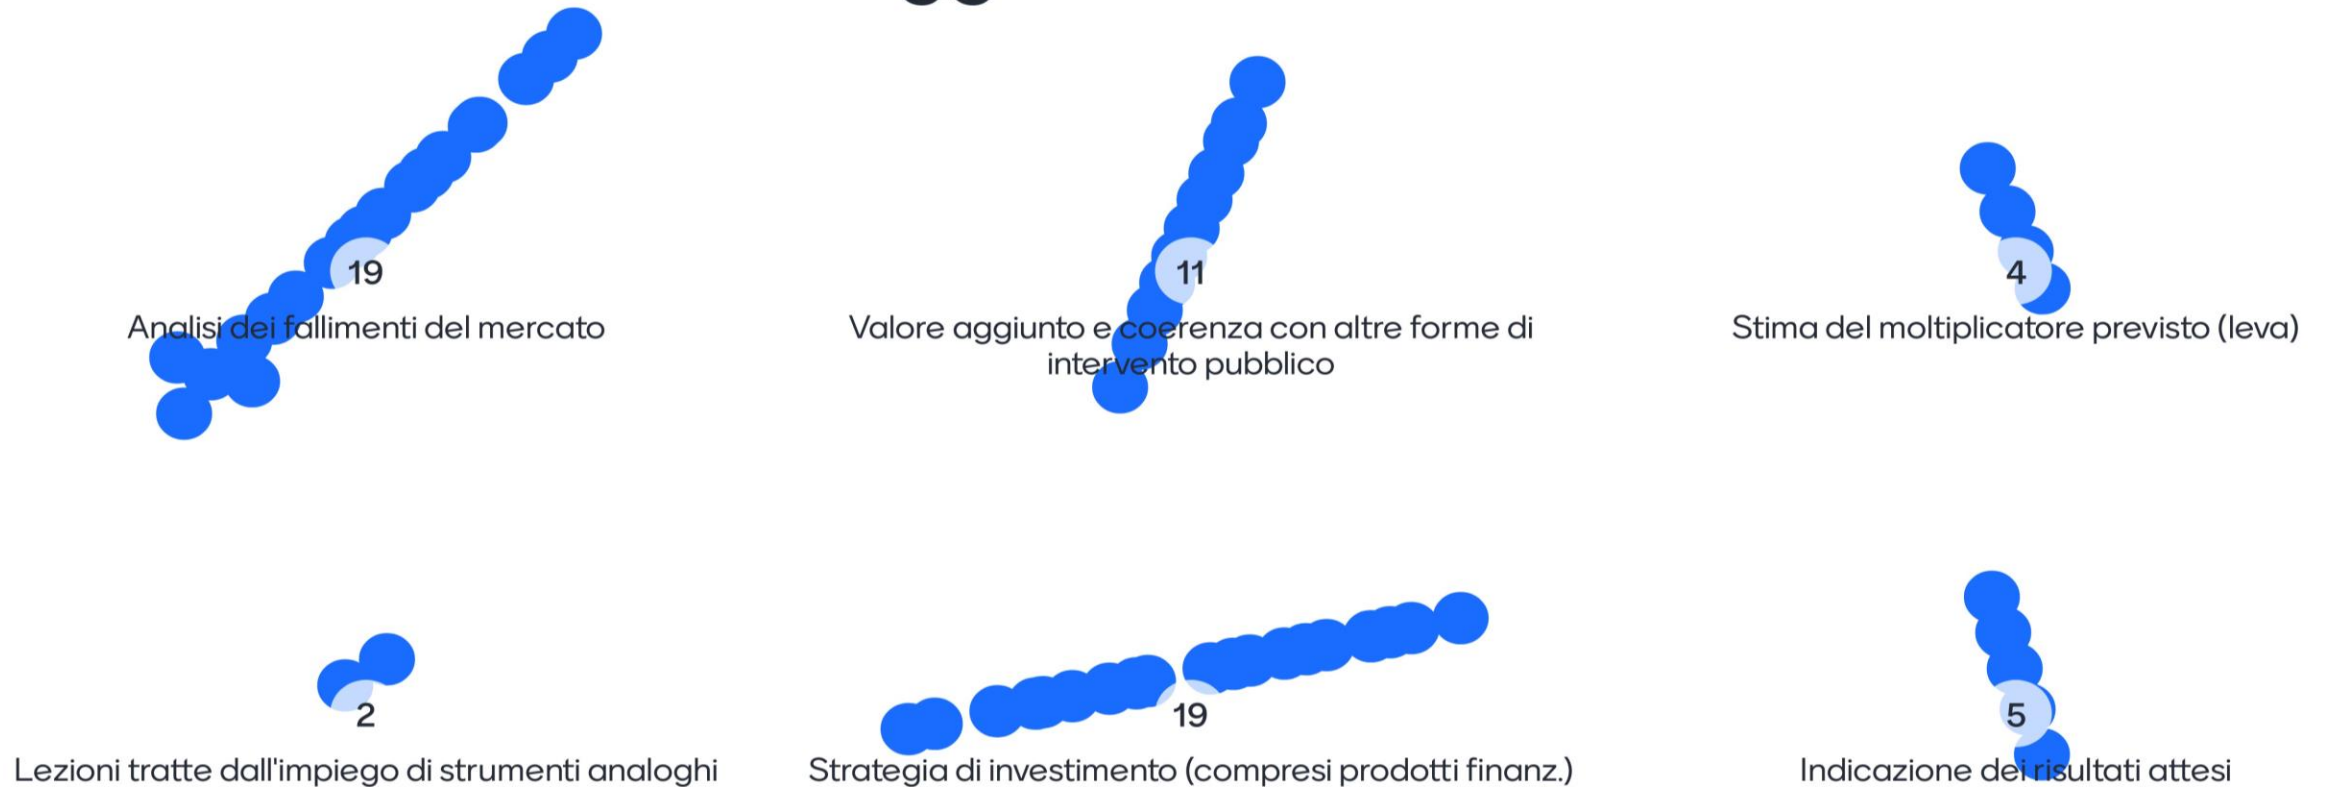 19
Analisi dei fallimenti del mercato
11
Valore aggiunto e coerenza con altre forme di
intervento pubblico
4
Stima del moltiplicatore previsto (leva)
2
Lezioni tratte dall'impiego di strumenti analoghi
19
Strategia di investimento (compresi prodotti finanz.)
5
Indicazione dei risultati attesi